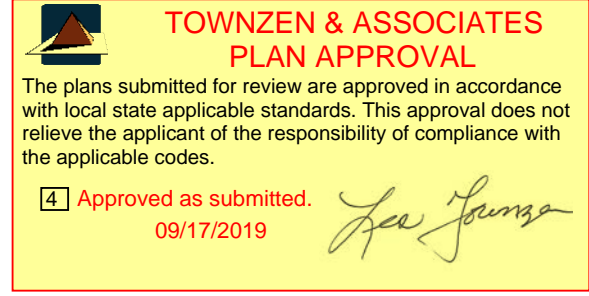 TOWNZEN & ASSOCIATES
PLAN APPROVAL
The plans submitted for review are approved in accordance
with local state applicable standards. This approval does not
relieve the applicant of the responsibility of compliance with
the applicable codes.
4 Approved as submitted.
09/17/2019